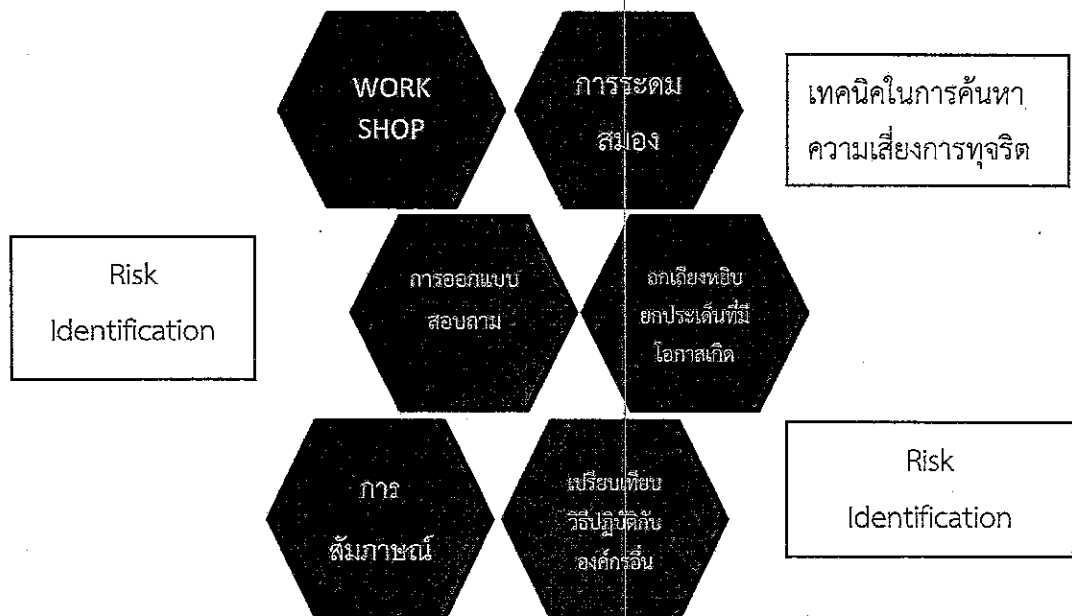 WORK
SHOP
การระดม
สมอง
เทคนิคในการค้นหา
ความเสี่ยงการทุจริต
Risk
Identification
การออกแบบ
สอบถาม
ถกเถียงหยิบ
ยกประเด็นที่มี
โอกาสเกิด
การ
สัมภาษณ์
เปรียบเทียบ
วิธีปฏิบัติกับ
องค์กรอื่น
Risk
Identification